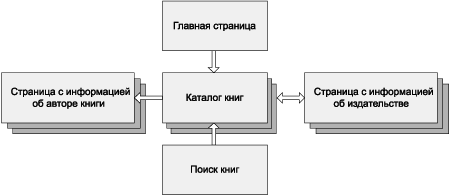 Главная страница
Страница с информацией
об авторе книги
Каталог книг
Страница с информацией
об издательстве
Поиск книг